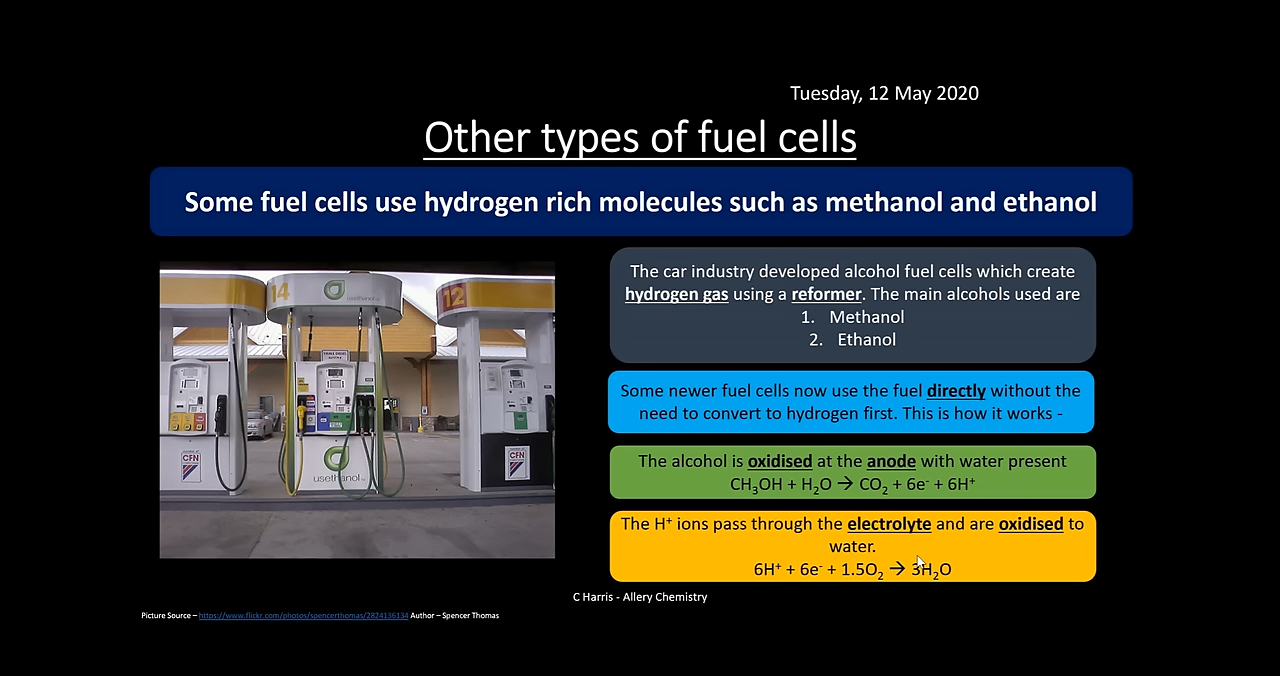 Tuesday, 12 May 2020
Other types of fuel cells
Some fuel cells use hydrogen rich molecules such as methanol and ethanol
The car industry developed alcohol fuel cells which create
hydrogen gas using a reformer. The main alcohols used are
1. Methanol
2. Ethanol
Some newer fuel cells now use the fuel directly without the
need to convert to hydrogen first. This is how it works -
The alcohol is oxidised at the anode with water present
CH₃OH + H₂O → CO₂ + 6e⁻ + 6H⁺
The H⁺ ions pass through the electrolyte and are oxidised to
water.
6H⁺ + 6e⁻ + 1.5O₂ → 3H₂O
14
usethanol
12
CFN
CFN
usethanol
C Harris - Allery Chemistry
Picture Source – https://www.flickr.com/photos/spencerthomas/2824136134 Author – Spencer Thomas